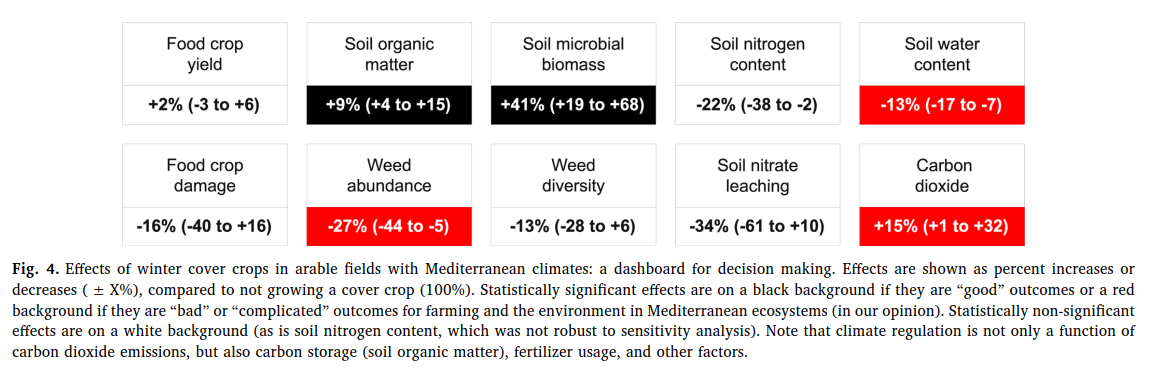 Food crop
yield
+2% (-3 to +6)
Soil organic
matter
+9% (+4 to +15)
Soil microbial
biomass
+41% (+19 to +68)
Soil nitrogen
content
-22% (-38 to -2)
Soil water
content
-13% (-17 to -7)
Food crop
damage
-16% (-40 to +16)
Weed
abundance
-27% (-44 to -5)
Weed
diversity
-13% (-28 to +6)
Soil nitrate
leaching
-34% (-61 to +10)
Carbon
dioxide
+15% (+1 to +32)
Fig. 4. Effects of winter cover crops in arable fields with Mediterranean climates: a dashboard for decision making. Effects are shown as percent increases or
decreases ( ± X%), compared to not growing a cover crop (100%). Statistically significant effects are on a black background if they are “good” outcomes or a red
background if they are “bad” or “complicated” outcomes for farming and the environment in Mediterranean ecosystems (in our opinion). Statistically non-significant
effects are on a white background (as is soil nitrogen content, which was not robust to sensitivity analysis). Note that climate regulation is not only a function of
carbon dioxide emissions, but also carbon storage (soil organic matter), fertilizer usage, and other factors.